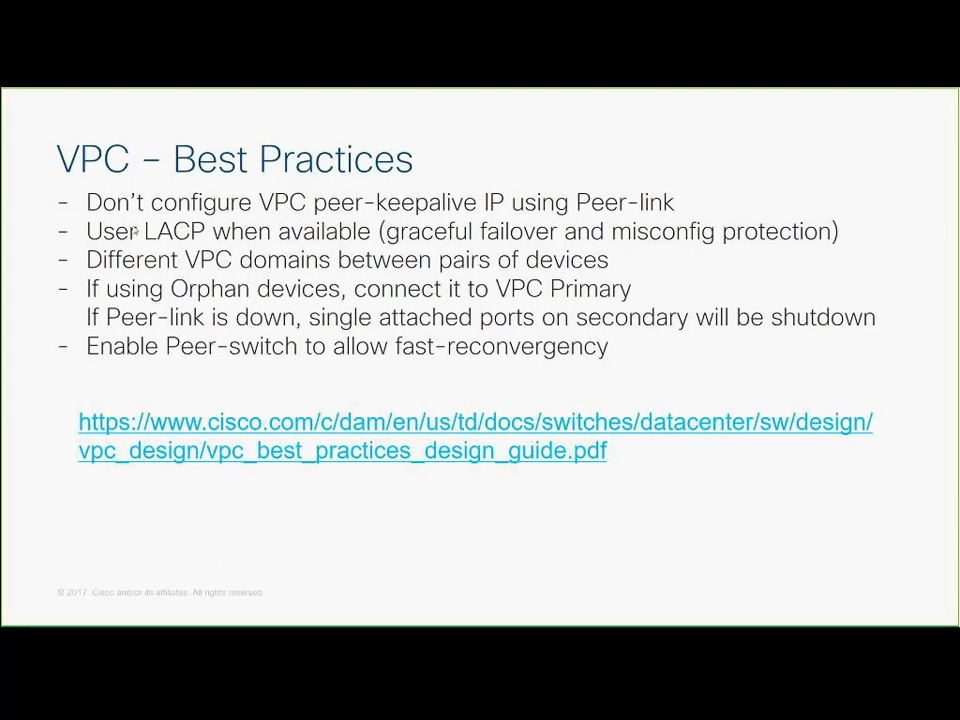 VPC – Best Practices
- Don't configure VPC peer-keepalive IP using Peer-link
- User LACP when available (graceful failover and misconfig protection)
- Different VPC domains between pairs of devices
- If using Orphan devices, connect it to VPC Primary
If Peer-link is down, single attached ports on secondary will be shutdown
- Enable Peer-switch to allow fast-reconvergency
https://www.cisco.com/c/dam/en/us/td/docs/switches/datacenter/sw/design/
vpc_design/vpc_best_practices_design_guide.pdf
© 2017 Cisco and/or its affiliates. All rights reserved